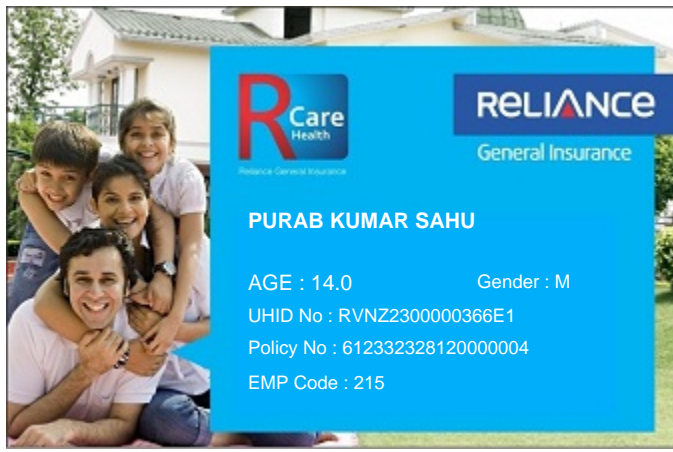 R Care
Health
Reliance General Insurance
RELIANCE
General Insurance
PURAB KUMAR SAHU
AGE : 14.0 Gender : M
UHID No : RVNZ2300000366E1
Policy No : 612332328120000004
EMP Code : 215